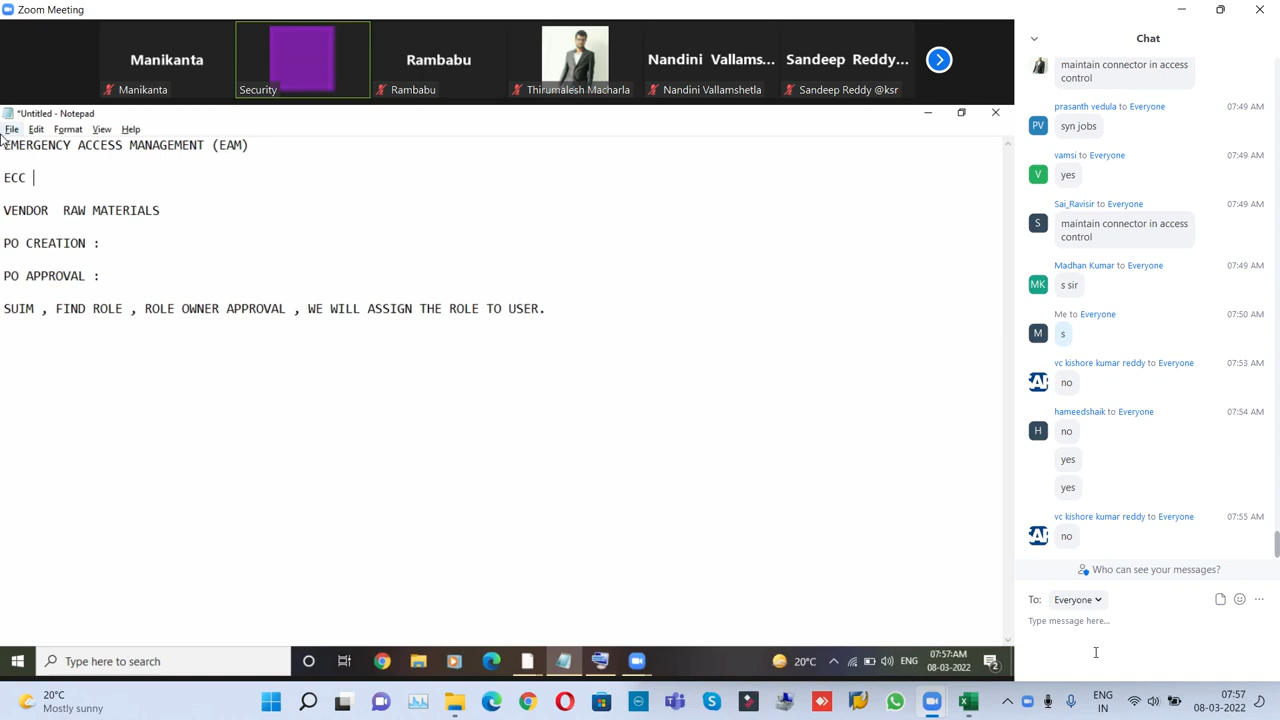 Zoom Meeting
Manikanta
Rambabu
Nandini Vallams...
Sandeep Reddy...
Manikanta
Security
Rambabu
Thirumalesh Macharla
Nandini Vallamshetla
Sandeep Reddy @ksr
*Untitled - Notepad
File Edit Format View Help
EMERGENCY ACCESS MANAGEMENT (EAM)
ECC
VENDOR RAW MATERIALS
PO CREATION :
PO APPROVAL :
SUIM , FIND ROLE , ROLE OWNER APPROVAL , WE WILL ASSIGN THE ROLE TO USER.
Chat
maintain connector in access
control
prasanth vedula to Everyone 07:49 AM
PV
syn jobs
vamsi to Everyone 07:49 AM
V
yes
Sai_Ravisir to Everyone 07:49 AM
S
maintain connector in access
control
Madhan Kumar to Everyone 07:49 AM
MK
s sir
Me to Everyone 07:50 AM
M
s
vc kishore kumar reddy to Everyone 07:53 AM
no
hameedshaik to Everyone 07:54 AM
H
no
yes
yes
vc kishore kumar reddy to Everyone 07:55 AM
no
Who can see your messages?
To: Everyone
Type message here...
Type here to search
20°C
ENG
07:57:AM
08-03-2022
2
20°C
Mostly sunny
ENG
IN
07:57
08-03-2022